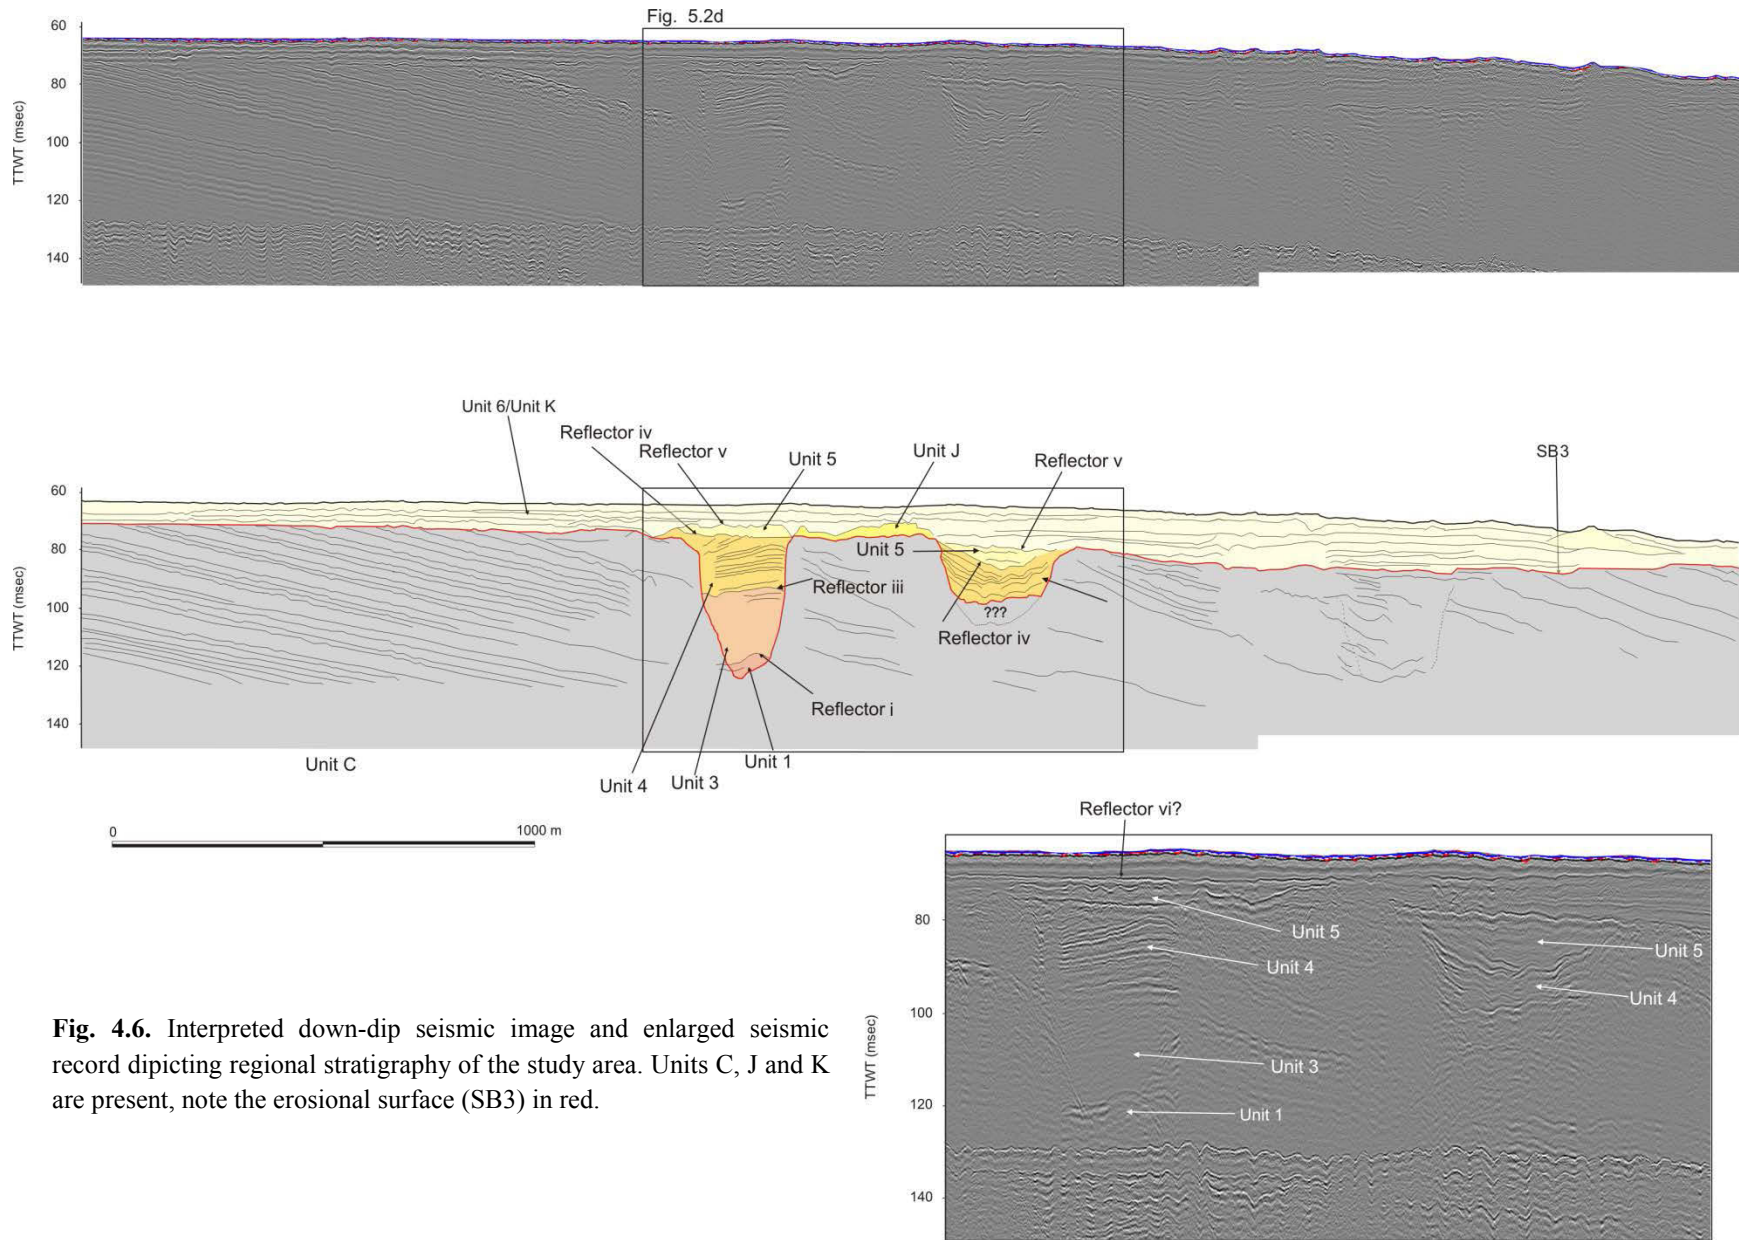 Fig. 5.2d
60
80
100
120
140
TTWT (msec)
Unit 6/Unit K
Reflector iv
Reflector v
Unit 5
Unit J
Reflector v
SB3
60
80
100
120
140
TTWT (msec)
Unit 5
Reflector iii
???
Reflector iv
Reflector i
Unit C
Unit 4
Unit 3
Unit 1
0
1000 m
Reflector vi?
80
100
120
140
TTWT (msec)
Unit 5
Unit 4
Unit 5
Unit 4
Unit 3
Unit 1
Fig. 4.6. Interpreted down-dip seismic image and enlarged seismic
record dipicting regional stratigraphy of the study area. Units C, J and K
are present, note the erosional surface (SB3) in red.